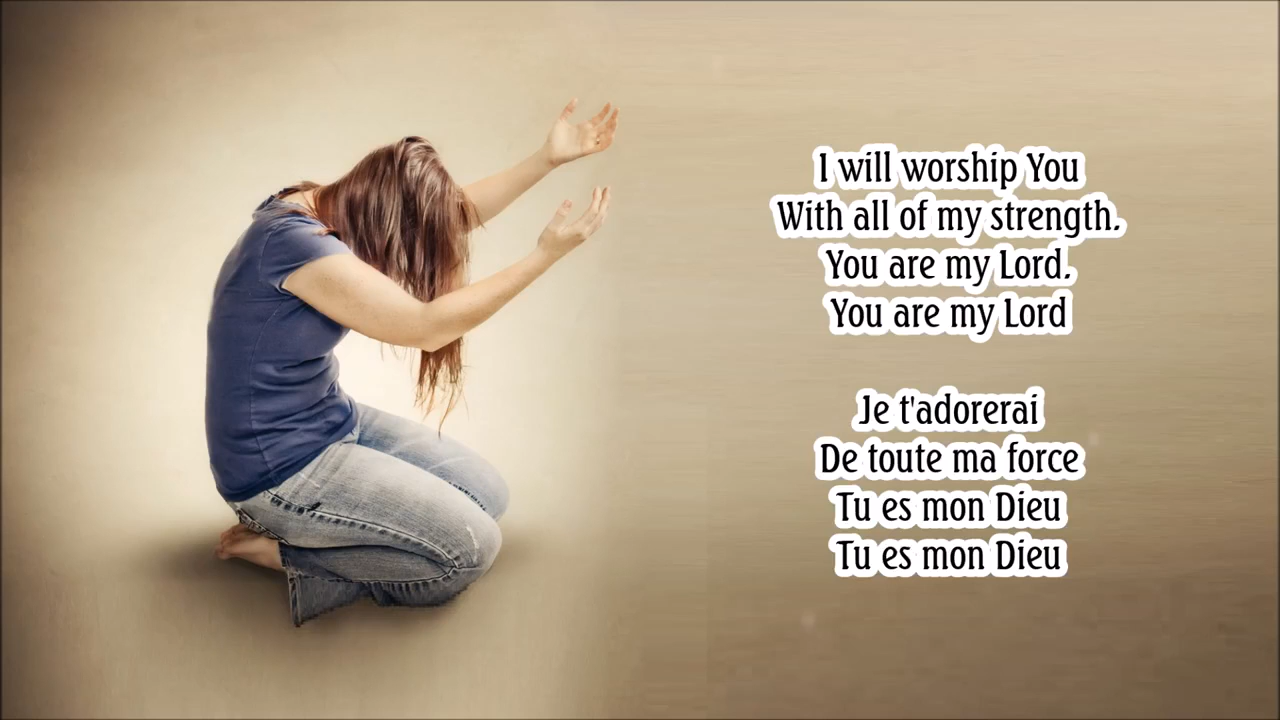 I will worship You
With all of my strength.
You are my Lord.
You are my Lord
Je t'adorerai
De toute ma force
Tu es mon Dieu
Tu es mon Dieu